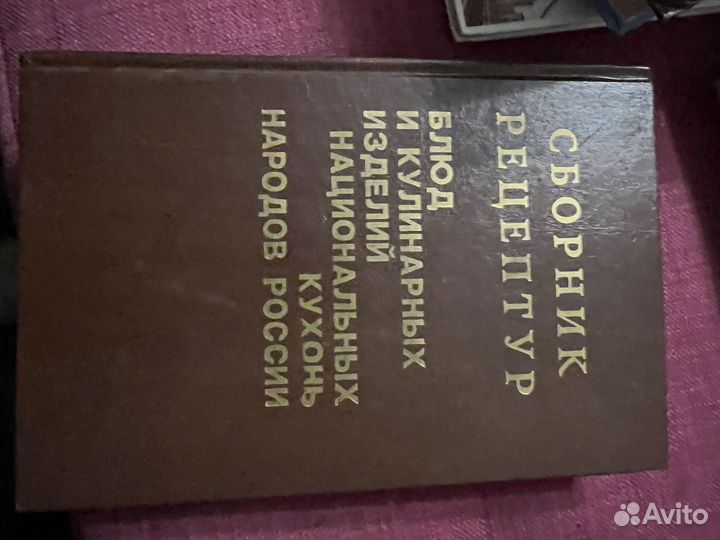 СБОРНИК
РЕЦЕПТУР
БЛЮД
И КУЛИНАРНЫХ
ИЗДЕЛИЙ
НАЦИОНАЛЬНЫХ
КУХОНЬ
НАРОДОВ РОССИИ
Avito